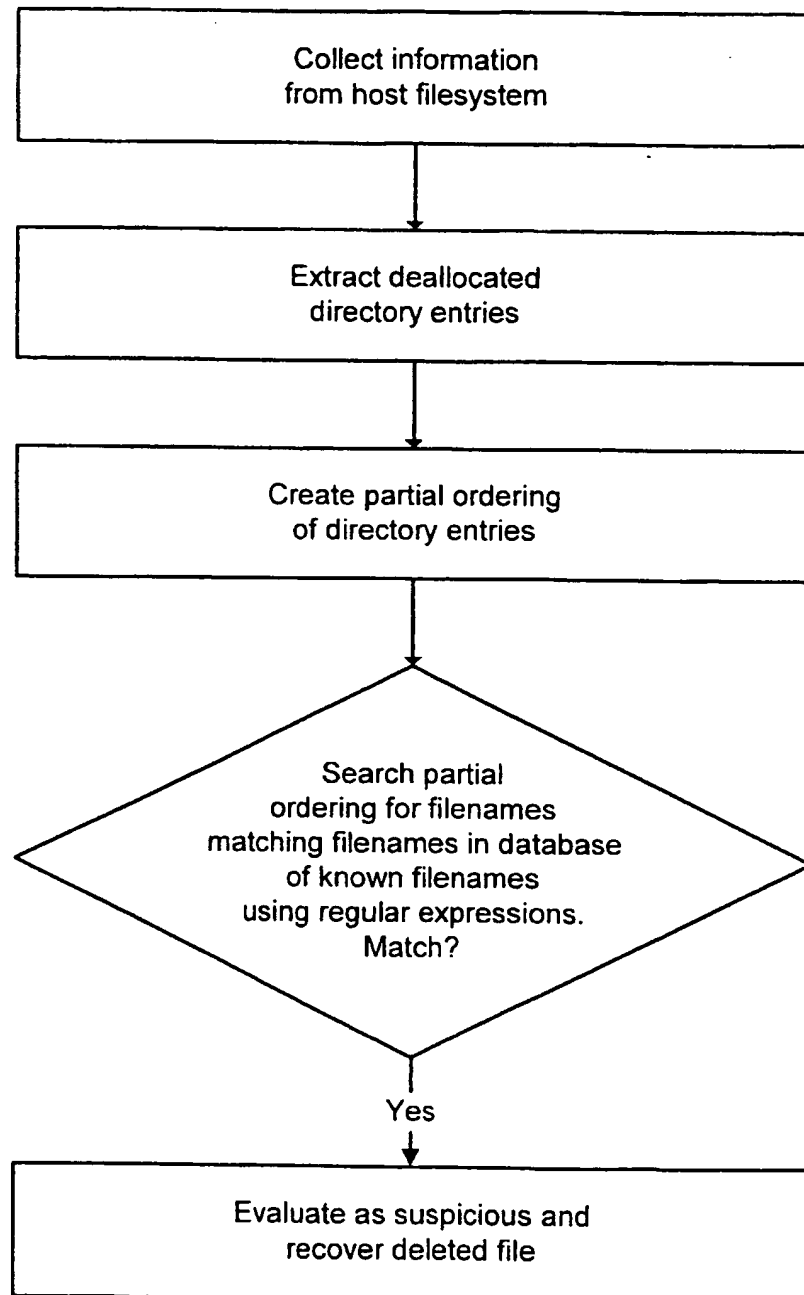 Collect information
from host filesystem
Extract deallocated
directory entries
Create partial ordering
of directory entries
Search partial
ordering for filenames
matching filenames in database
of known filenames
using regular expressions.
Match?
Yes
Evaluate as suspicious and
recover deleted file